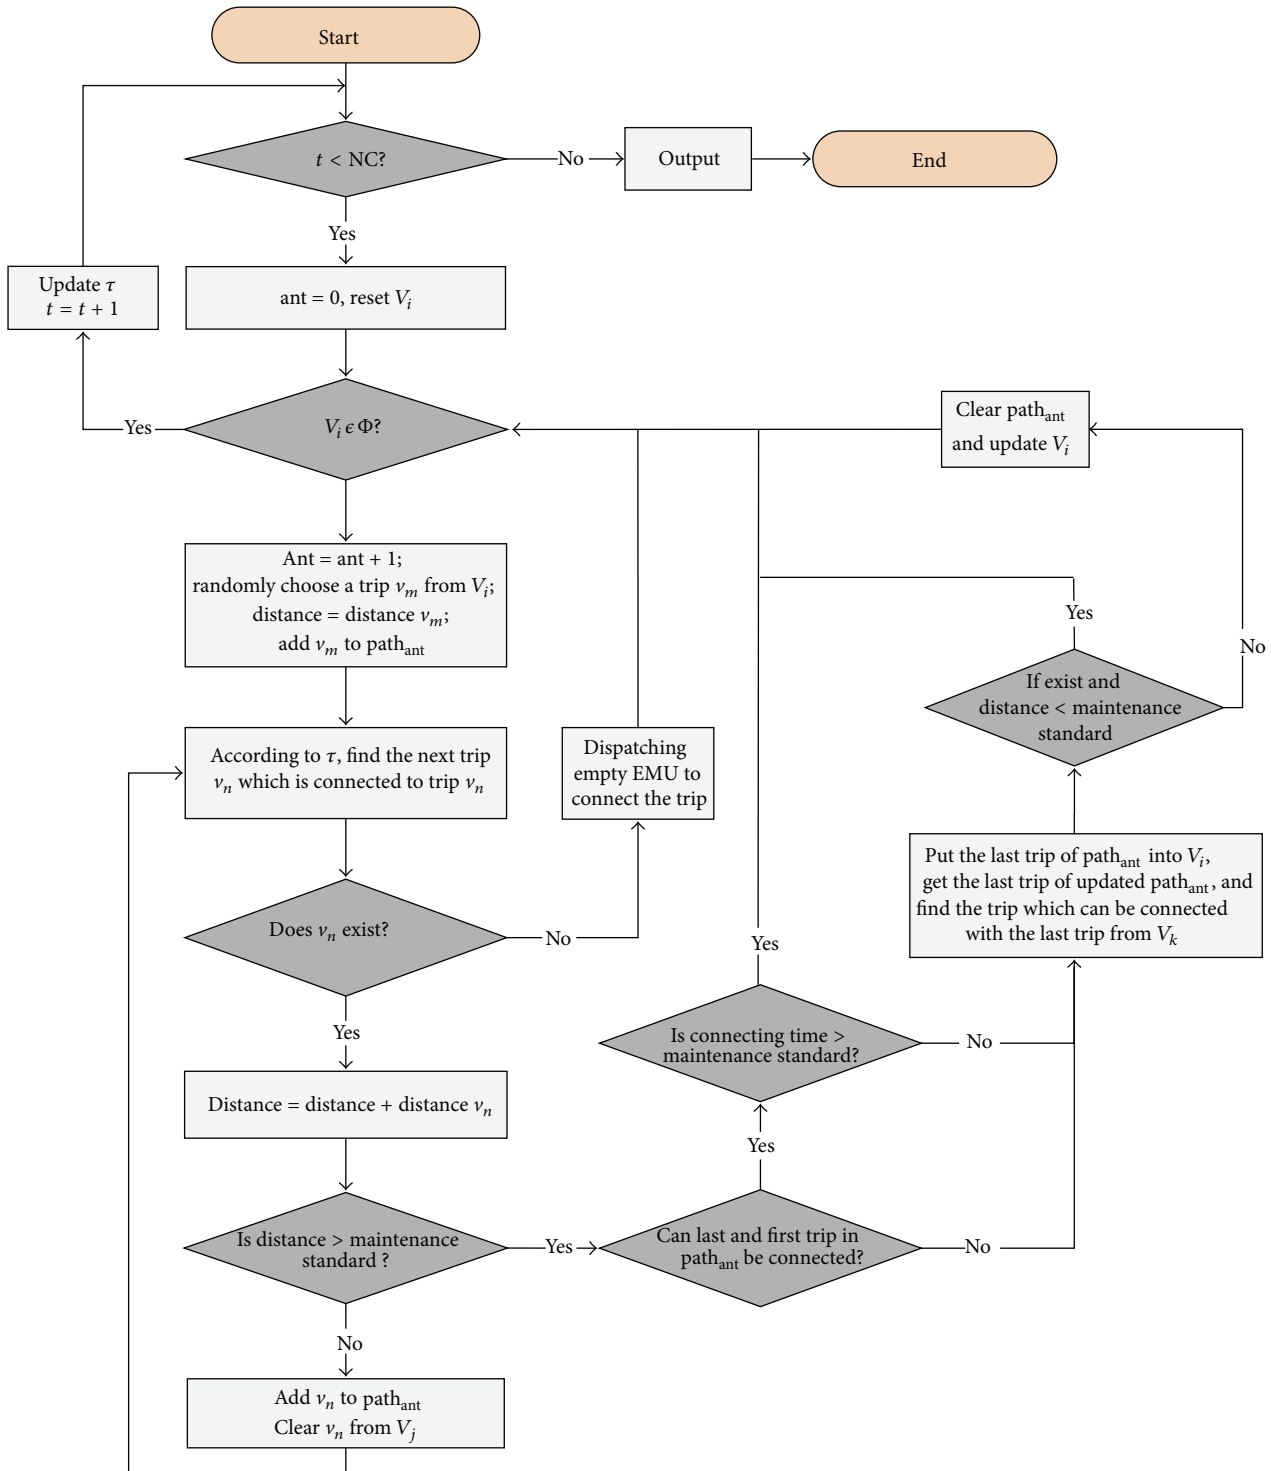 Start
t < NC?
No
Output
End
Yes
Update τ
t = t + 1
ant = 0, reset V_i
Yes
V_i ϵ Φ?
Clear path_ant
and update V_i
Ant = ant + 1;
randomly choose a trip v_m from V_i;
distance = distance v_m;
add v_m to path_ant
Yes
No
If exist and
distance < maintenance
standard
According to τ, find the next trip
v_n which is connected to trip v_n
Dispatching
empty EMU to
connect the trip
Put the last trip of path_ant into V_i,
get the last trip of updated path_ant, and
find the trip which can be connected
with the last trip from V_k
Does v_n exist?
No
Yes
Yes
Is connecting time >
maintenance standard?
No
Distance = distance + distance v_n
Yes
Is distance > maintenance
standard ?
Yes
Can last and first trip in
path_ant be connected?
No
No
Add v_n to path_ant
Clear v_n from V_j